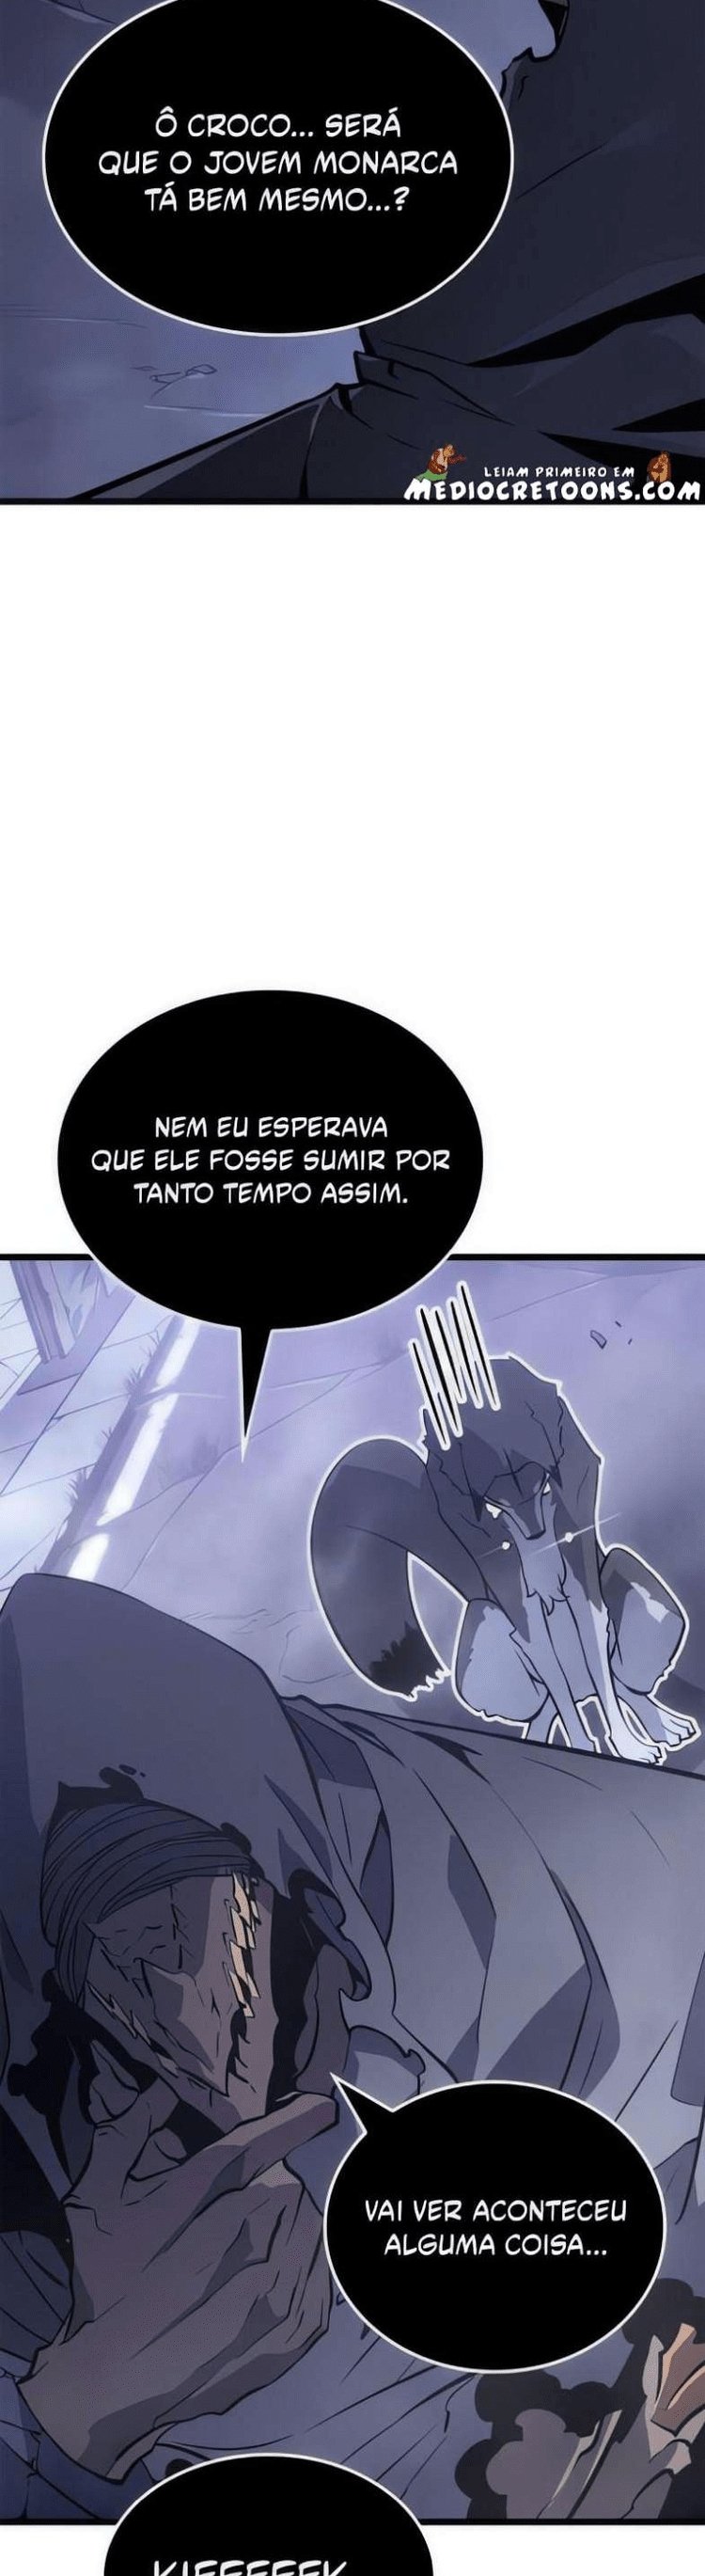 Ô CROCO... SERÁ
QUE O JOVEM MONARCA
TÁ BEM MESMO...?
LEIAM PRIMEIRO EM
MEDIOCRETOONS.COM
NEM EU ESPERAVA
QUE ELE FOSSE SUMIR POR
TANTO TEMPO ASSIM.
VAI VER ACONTECEU
ALGUMA COISA...